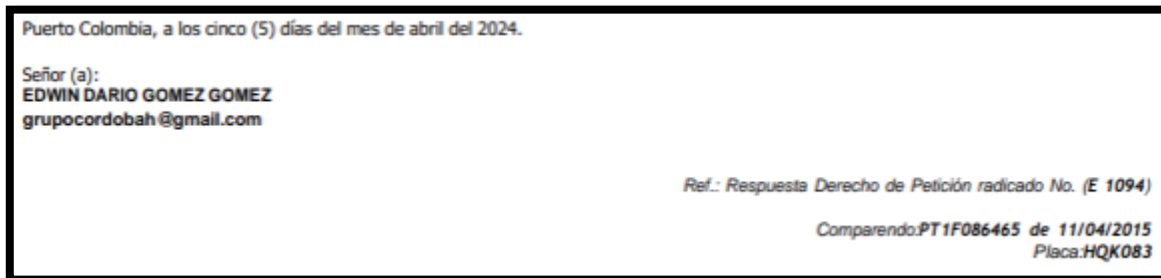 Puerto Colombia, a los cinco (5) días del mes de abril del 2024.
Señor (a):
EDWIN DARIO GOMEZ GOMEZ
grupocordobah@gmail.com
Ref.: Respuesta Derecho de Petición radicado No. (E 1094)
Comparendo:PT1F086465 de 11/04/2015
Placa:HQK083